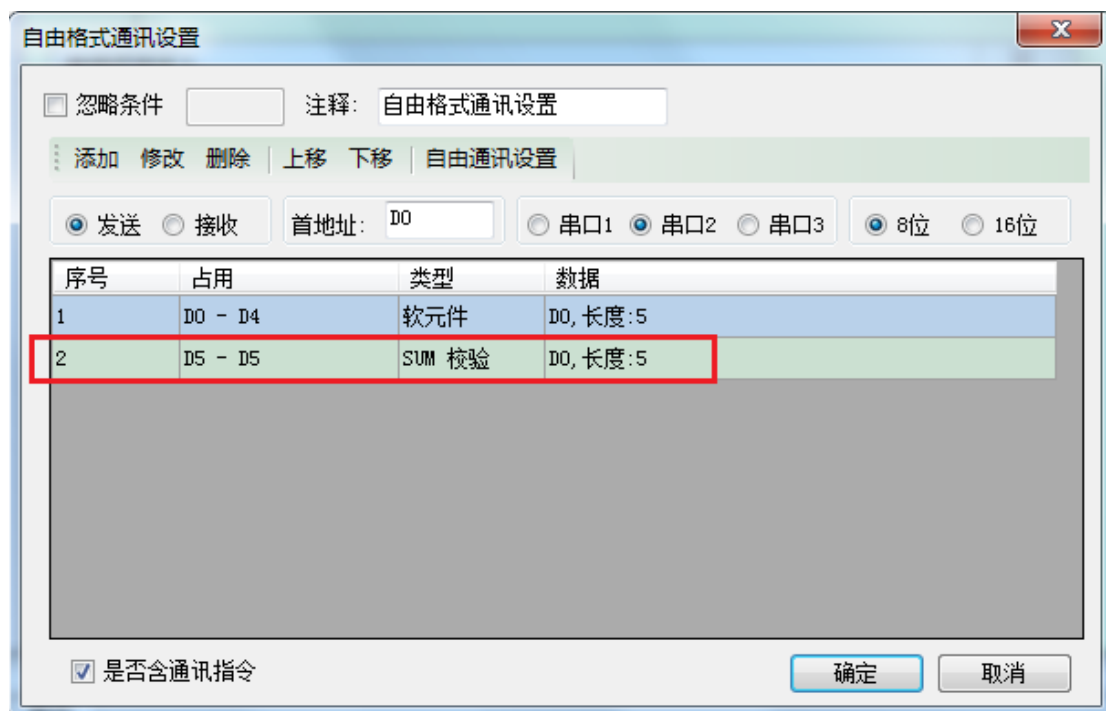 自由格式通讯设置
忽略条件 注释: 自由格式通讯设置
添加 修改 删除 上移 下移 自由通讯设置
发送 接收 首地址: D0 串口1 串口2 串口3 8位 16位
序号 占用 类型 数据
1 D0 - D4 软元件 D0,长度:5
2 D5 - D5 SUM 校验 D0,长度:5
是否含通讯指令 确定 取消